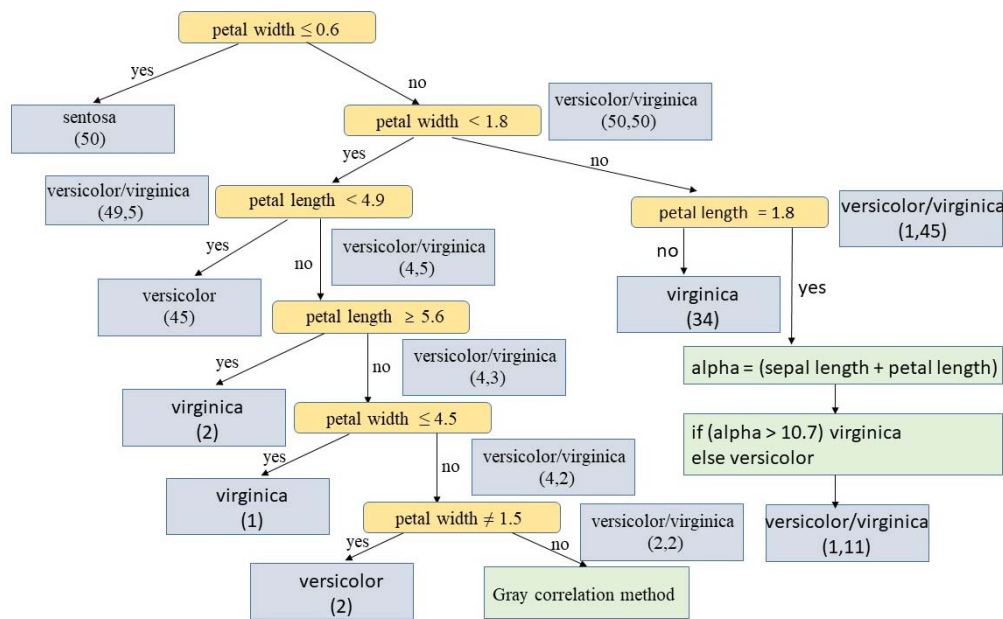 petal width ≤ 0.6
yes
no
sentosa
(50)
petal width < 1.8
versicolor/virginica
(50,50)
yes
no
versicolor/virginica
(49,5)
petal length < 4.9
petal length = 1.8
versicolor/virginica
(1,45)
yes
no
versicolor/virginica
(4,5)
no
yes
versicolor
(45)
virginica
(34)
petal length ≥ 5.6
yes
no
versicolor/virginica
(4,3)
alpha = (sepal length + petal length)
virginica
(2)
petal width ≤ 4.5
if (alpha > 10.7) virginica
else versicolor
yes
no
versicolor/virginica
(4,2)
virginica
(1)
petal width ≠ 1.5
versicolor/virginica
(2,2)
versicolor/virginica
(1,11)
yes
no
versicolor
(2)
Gray correlation method